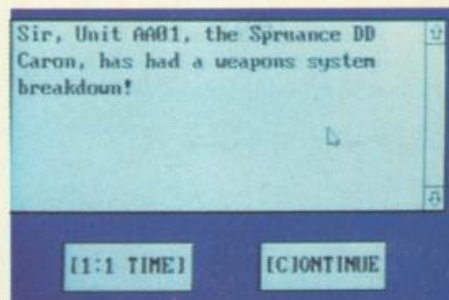 Sir, Unit AA01, the Spruance DD
Caron, has had a weapons system
breakdown!
[1:1 TIME]
[C]ONTINUE